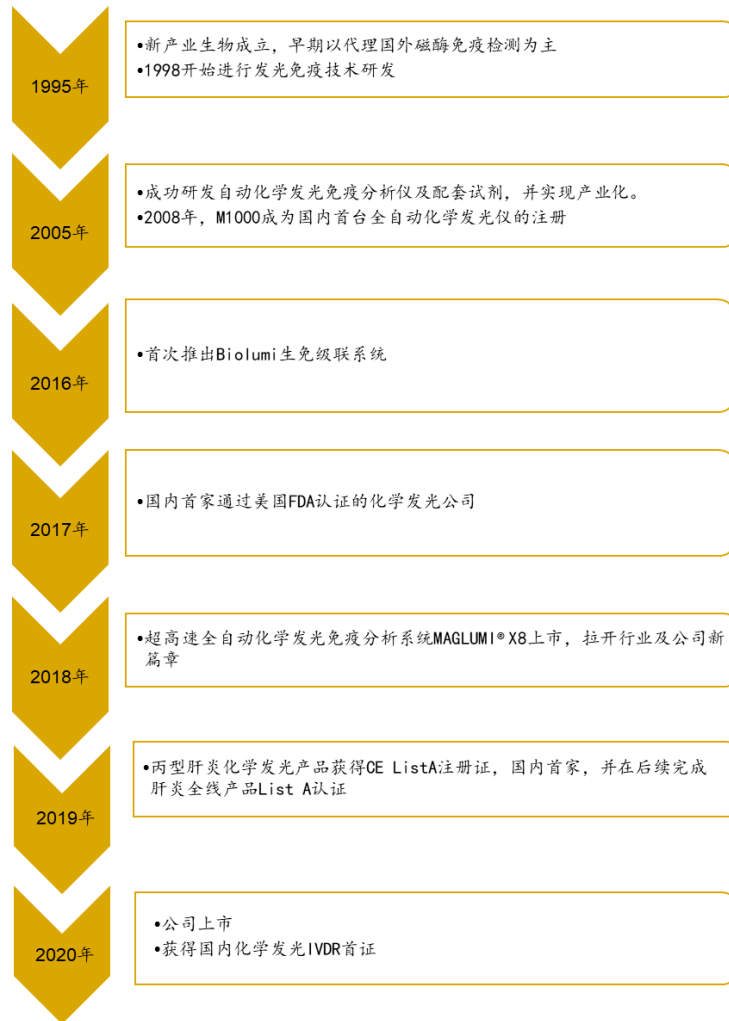 1995年
•新产业生物成立，早期以代理国外磁酶免疫检测为主
•1998开始进行发光免疫技术研发
2005年
•成功研发自动化学发光免疫分析仪及配套试剂，并实现产业化。
•2008年，M1000成为国内首台全自动化学发光仪的注册
2016年
•首次推出Biolumi生免级联系统
2017年
•国内首家通过美国FDA认证的化学发光公司
2018年
•超高速全自动化学发光免疫分析系统MAGLUMI®X8上市，拉开行业及公司新
篇章
2019年
•丙型肝炎化学发光产品获得CE ListA注册证，国内首家，并在后续完成
肝炎全线产品List A认证
2020年
•公司上市
•获得国内化学发光IVDR首证